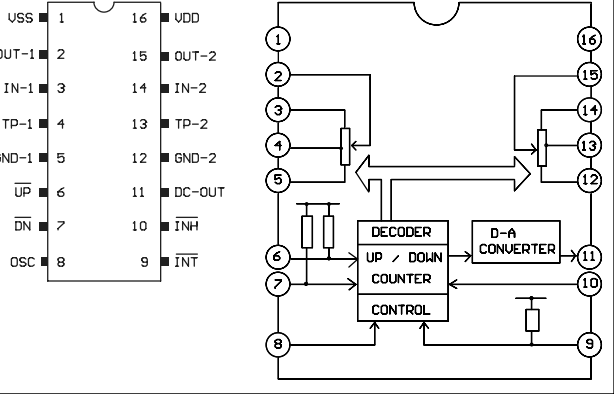 VSS 1 16 VDD
OUT-1 2 15 OUT-2
IN-1 3 14 IN-2
TP-1 4 13 TP-2
GND-1 5 12 GND-2
UP 6 11 DC-OUT
DN 7 10 INH
OSC 8 9 INT
1 16
2 15
3 14
4 13
5 12
DECODER
D-A
CONVERTER
6 UP / DOWN 11
COUNTER
7 10
CONTROL
8 9